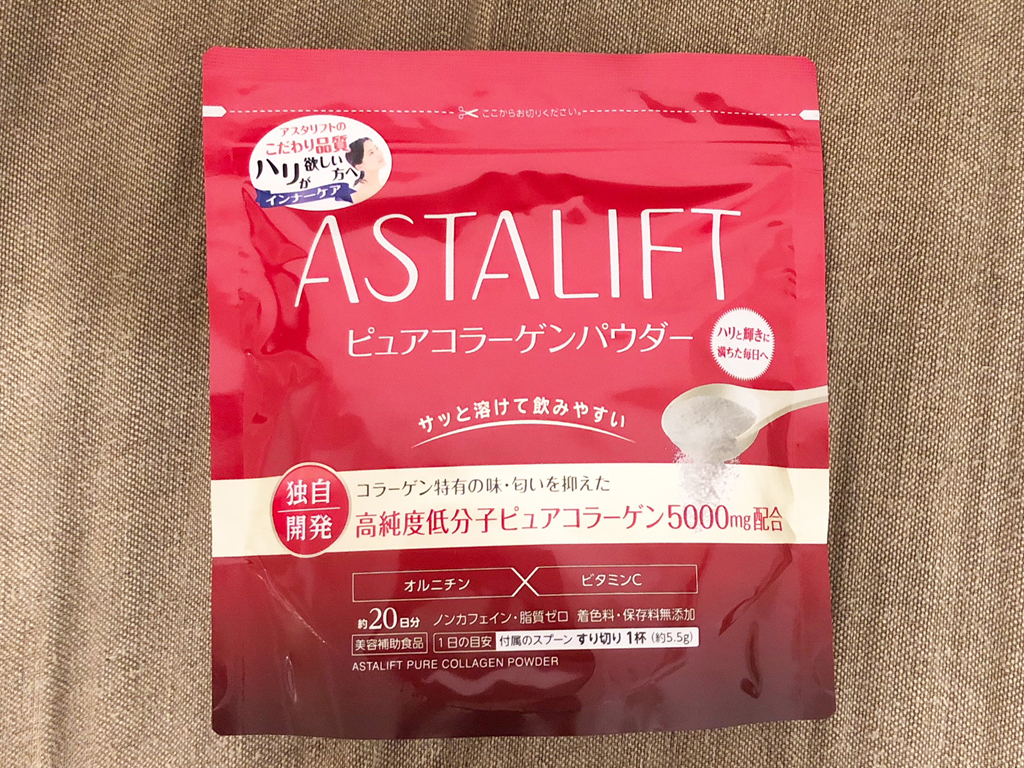 ここからお切りください。
アスタリフトの
こだわり品質
ハリが欲しい方へ
インナーケア
ASTALIFT
ピュアコラーゲンパウダー
ハリと輝きに
満ちた毎日へ
サッと溶けて飲みやすい
独自
開発
コラーゲン特有の味・匂いを抑えた
高純度低分子ピュアコラーゲン5000mg配合
オルニチン × ビタミンC
約20日分 ノンカフェイン・脂質ゼロ 着色料・保存料無添加
美容補助食品 1日の目安 付属のスプーン すり切り 1杯 (約5.5g)
ASTALIFT PURE COLLAGEN POWDER